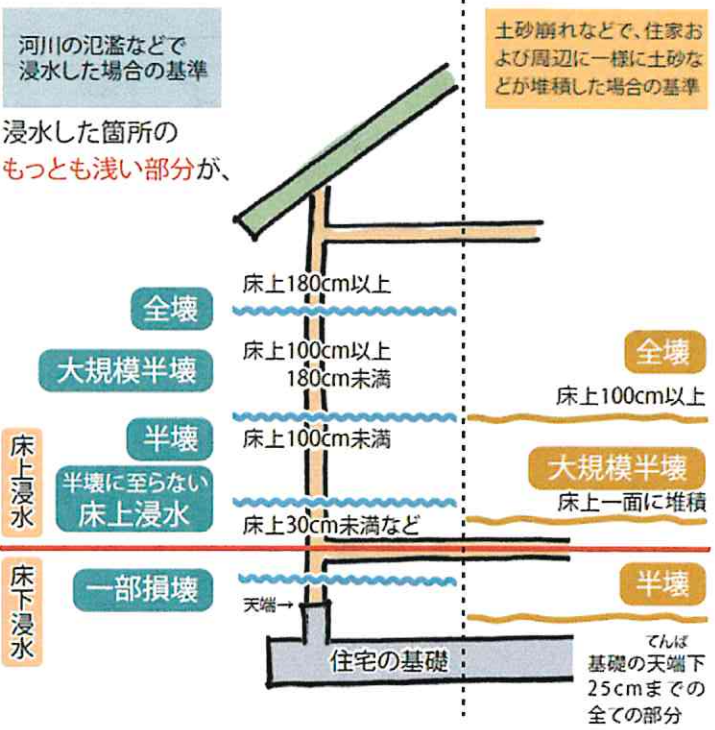 河川の氾濫などで
浸水した場合の基準
土砂崩れなどで、住家お
よび周辺に一様に土砂な
どが堆積した場合の基準
浸水した箇所の
もっとも浅い部分が、
床上180cm以上
全壊
床上100cm以上
180cm未満
大規模半壊
全壊
床上100cm以上
半壊
床上100cm未満
床上浸水
半壊に至らない
床上浸水
床上30cm未満など
大規模半壊
床上一面に堆積
床下浸水
一部損壊
天端→
半壊
住宅の基礎
てんば
基礎の天端下
25cmまでの
全ての部分